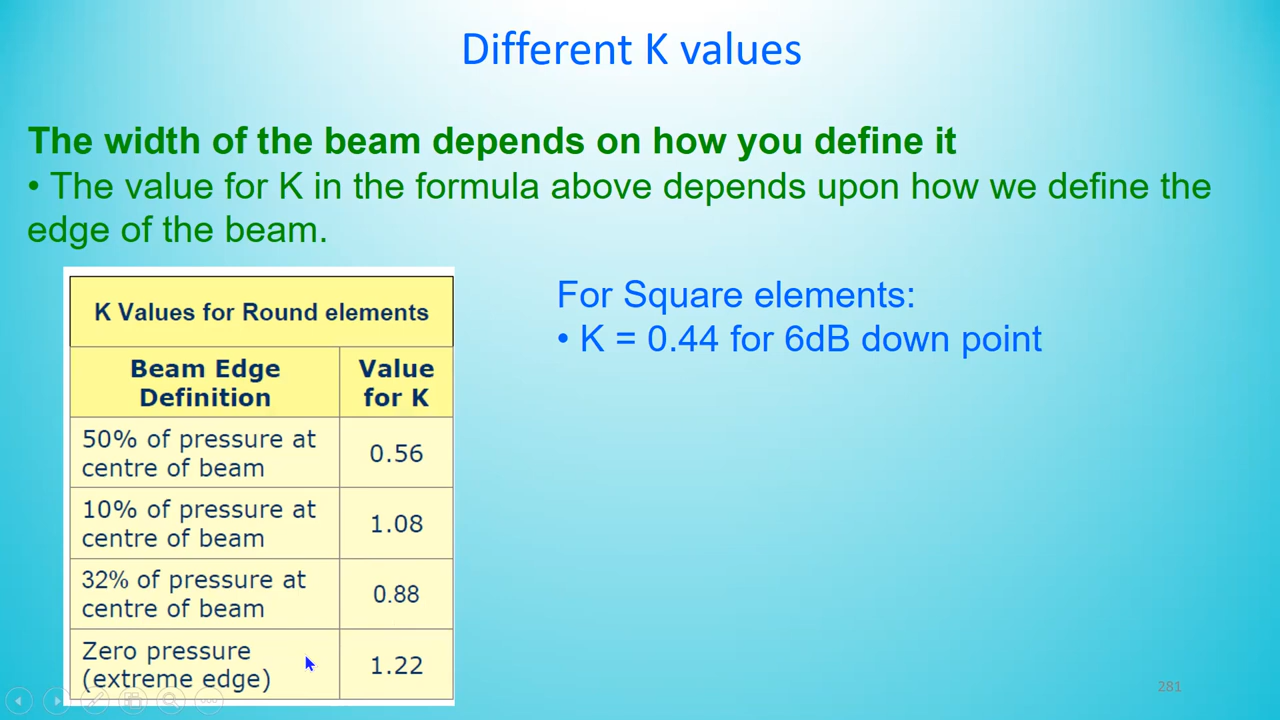 Different K values
The width of the beam depends on how you define it
• The value for K in the formula above depends upon how we define the
edge of the beam.
K Values for Round elements
Beam Edge
Definition
Value
for K
50% of pressure at
centre of beam
0.56
10% of pressure at
centre of beam
1.08
32% of pressure at
centre of beam
0.88
Zero pressure
(extreme edge)
1.22
For Square elements:
• K = 0.44 for 6dB down point
281